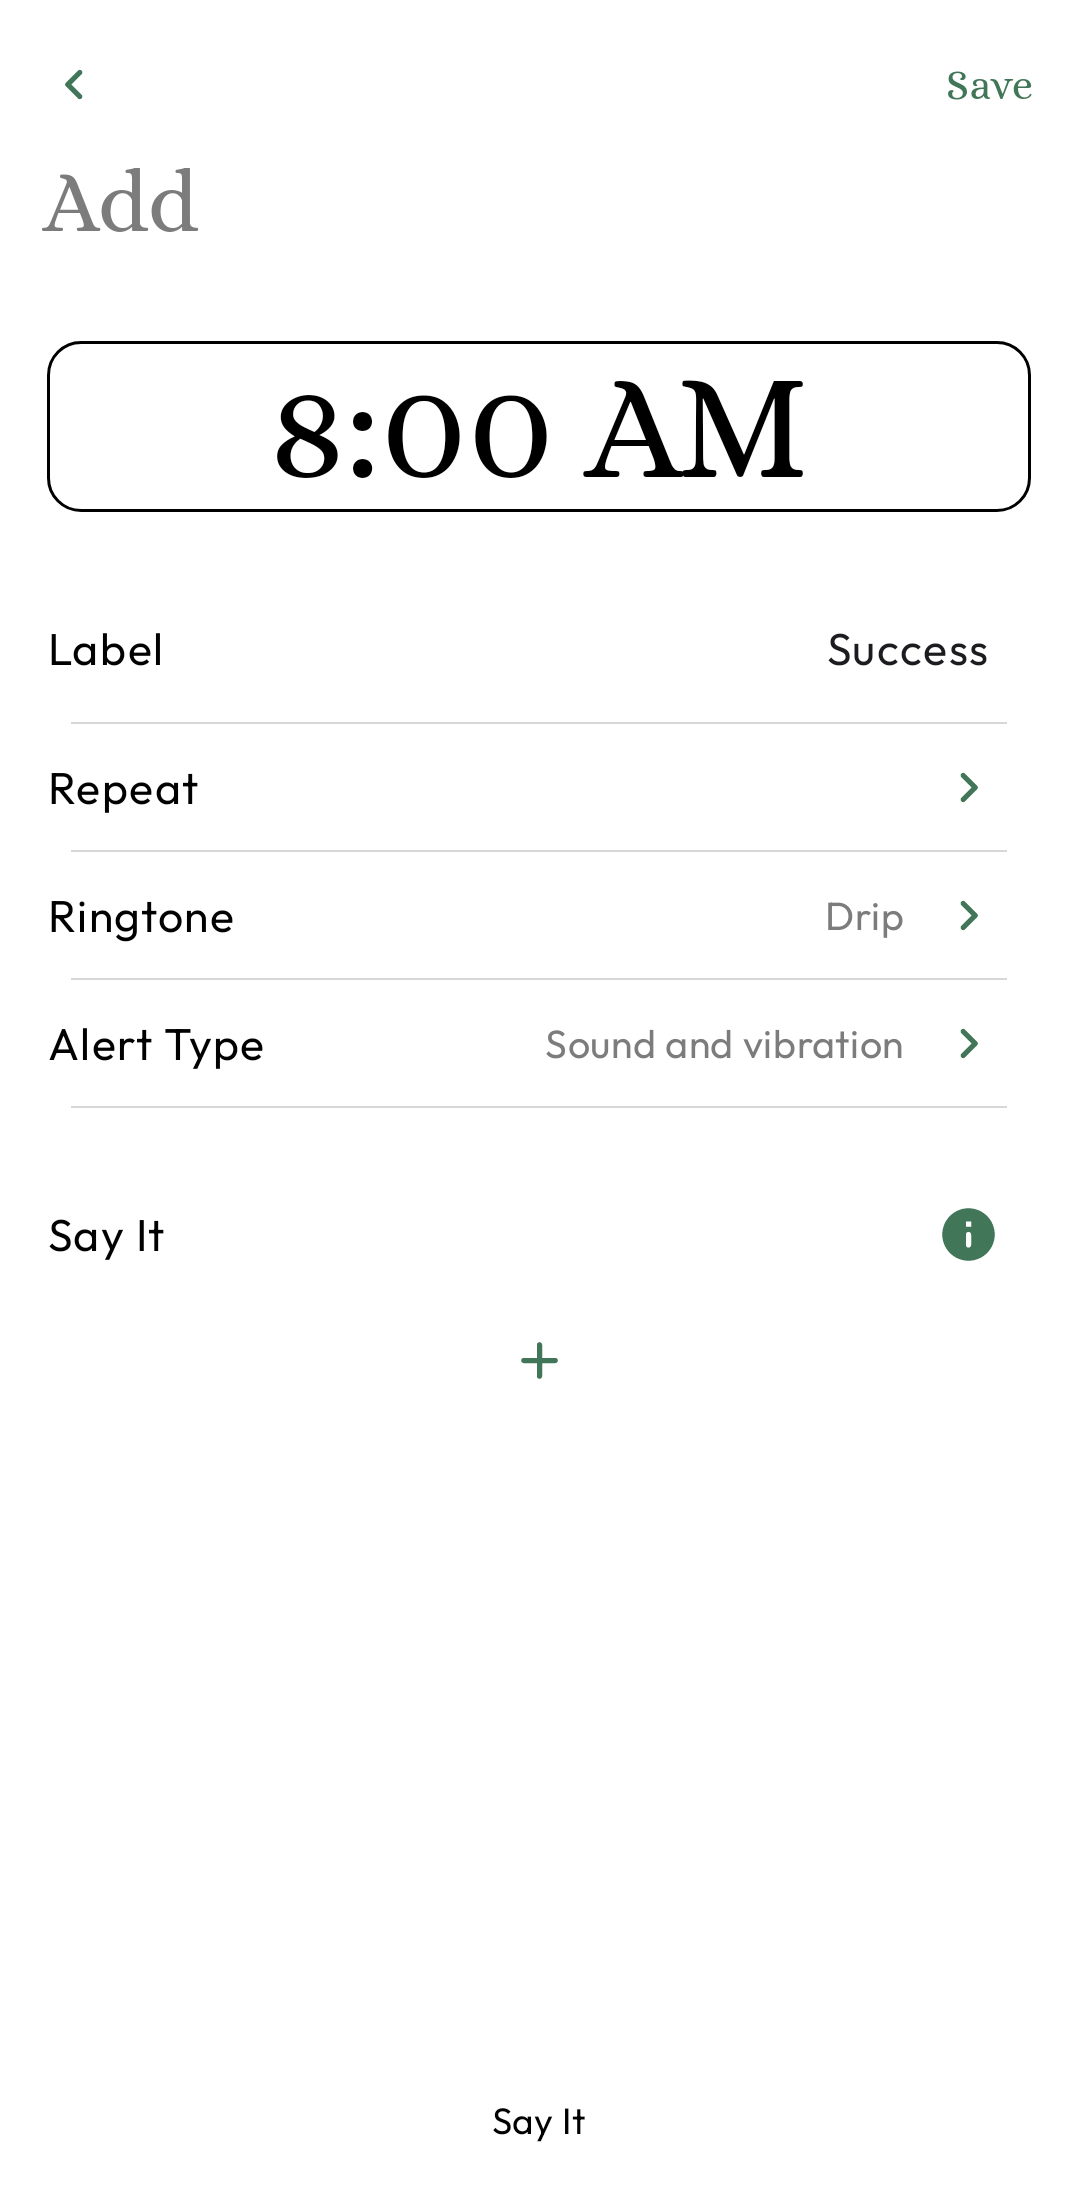 Save
Add
8:00 AM
Label Success
Repeat
Ringtone Drip
Alert Type Sound and vibration
Say It
Say It